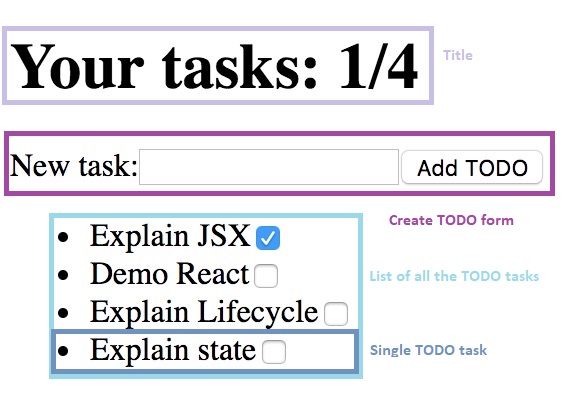 Your tasks: 1/4
Title
New task:
Add TODO
Create TODO form
Explain JSX
Demo React
List of all the TODO tasks
Explain Lifecycle
Explain state
Single TODO task